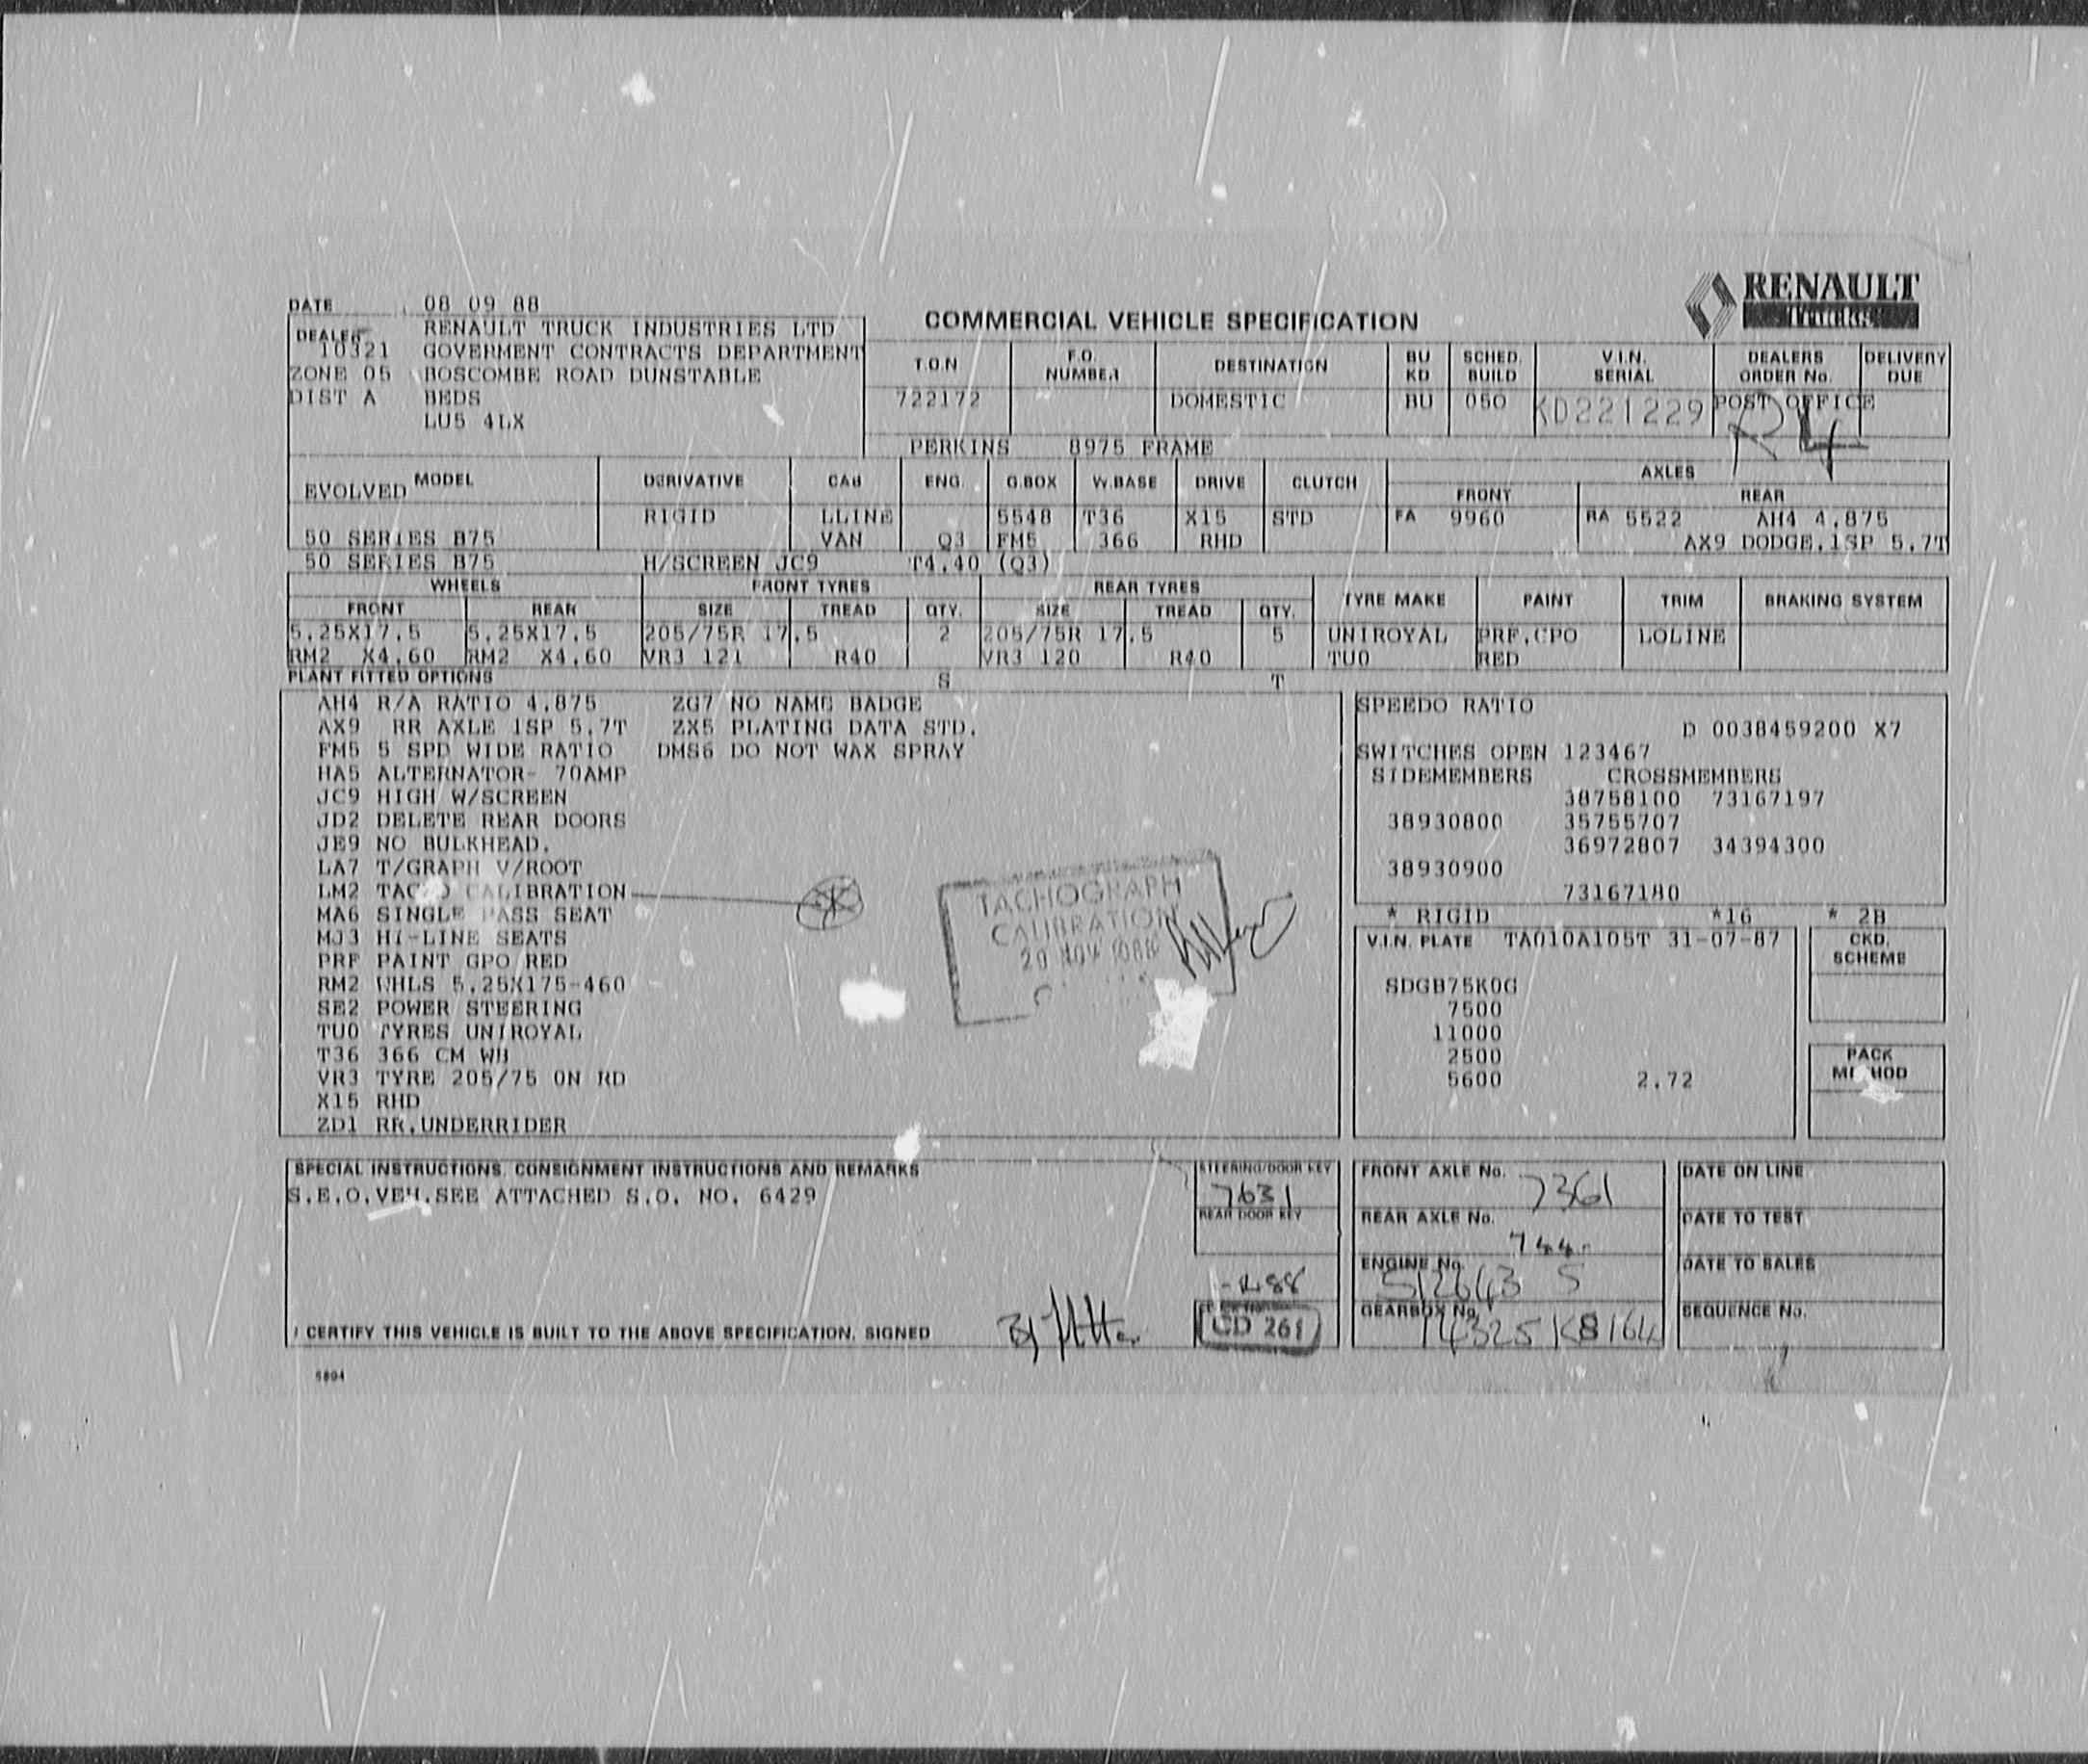 DATE 08 09 88
RENAULT Trucks
COMMERCIAL VEHICLE SPECIFICATION
DEALER RENAULT TRUCK INDUSTRIES LTD
10321 GOVERMENT CONTRACTS DEPARTMENT
ZONE 05 BOSCOMBE ROAD DUNSTABLE
DIST A BEDS
LU5 4LX
T.O.N F.O. NUMBER DESTINATION BU KD SCHED. BUILD V.I.N. SERIAL DEALERS ORDER No. DELIVERY DUE
722172 DOMESTIC BU 050 KD221229 POST OFFICE
R4
PERKINS 8975 FRAME
MODEL DERIVATIVE CAB ENG. G.BOX W.BASE DRIVE CLUTCH AXLES
EVOLVED FRONT REAR
RIGID LLINE 5548 T36 X15 STD FA 9960 RA 5522 AH4 4.875
50 SERIES B75 VAN Q3 FM5 366 RHD AX9 DODGE.1SP 5.7T
50 SERIES B75 H/SCREEN JC9 T4.40 (Q3)
WHEELS FRONT TYRES REAR TYRES TYRE MAKE PAINT TRIM BRAKING SYSTEM
FRONT REAR SIZE TREAD QTY. SIZE TREAD QTY.
5.25X17.5 5.25X17.5 205/75R 17.5 2 205/75R 17.5 5 UNIROYAL PRF.CPO LOLINE
RM2 X4.60 RM2 X4.60 VR3 121 R40 VR3 120 R40 TU0 RED
PLANT FITTED OPTIONS S T
AH4 R/A RATIO 4.875 ZG7 NO NAME BADGE
AX9 RR AXLE 1SP 5.7T ZX5 PLATING DATA STD.
FM5 5 SPD WIDE RATIO DMS6 DO NOT WAX SPRAY
HA5 ALTERNATOR- 70AMP
JC9 HIGH W/SCREEN
JD2 DELETE REAR DOORS
JE9 NO BULKHEAD.
LA7 T/GRAPH V/ROOT
LM2 CALIBRATION
MA6 SINGLE PASS SEAT
MJ3 HI-LINE SEATS
PRF PAINT GPO RED
RM2 WHLS 5.25X175-460
SE2 POWER STEERING
TU0 TYRES UNIROYAL
T36 366 CM WB
VR3 TYRE 205/75 ON RD
X15 RHD
ZD1 RR.UNDERRIDER
TACHOGRAPH
CALIBRATION
20 NOV
SPEEDO RATIO
D 0038459200 X7
SWITCHES OPEN 123467
SIDEMEMBERS CROSSMEMBERS
38758100 73167197
38930800 35755707
36972807 34394300
38930900
73167180
* RIGID *16 * 2B
V.I.N. PLATE TA010A105T 31-07-87
SDGB75K0G
7500
11000
2500
5600 2.72
CKD. SCHEME
PACK METHOD
SPECIAL INSTRUCTIONS, CONSIGNMENT INSTRUCTIONS AND REMARKS
S.E.O.VEH.SEE ATTACHED S.O. NO. 6429
I CERTIFY THIS VEHICLE IS BUILT TO THE ABOVE SPECIFICATION. SIGNED
STEERING/DOOR KEY
7631
REAR DOOR KEY
CD 261
FRONT AXLE No. 7361
REAR AXLE No.
ENGINE No.
GEARBOX No.
DATE ON LINE
DATE TO TEST
DATE TO SALES
SEQUENCE No.
5804